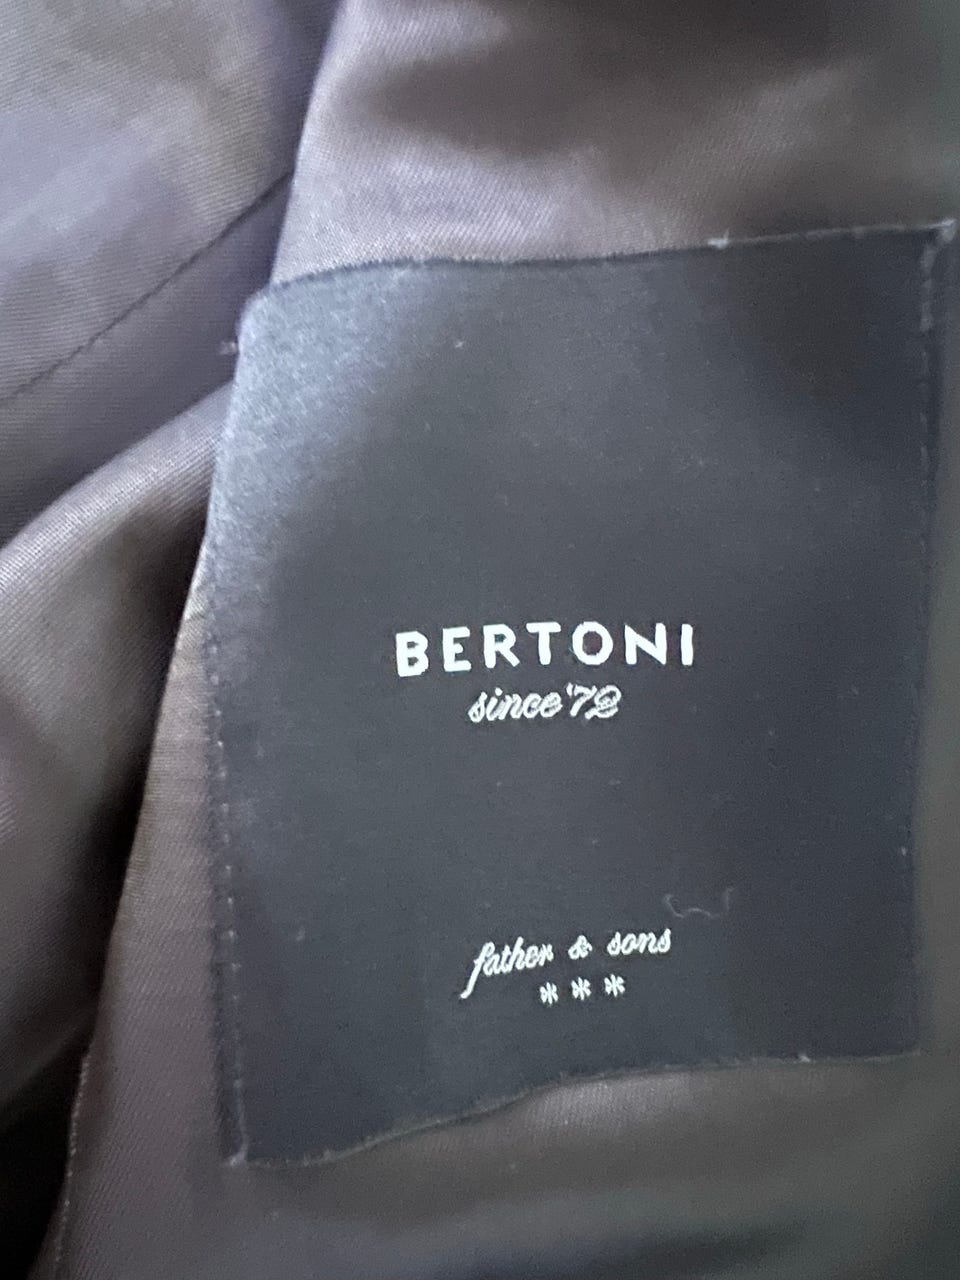 BERTONI
since '72
father & sons
***